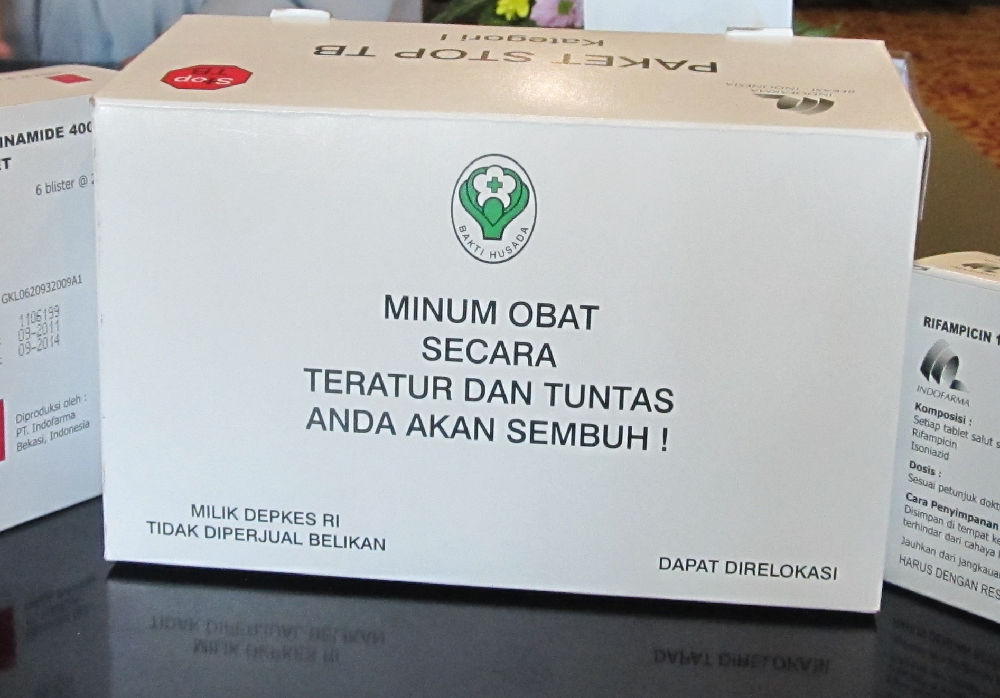 PAKET STOP TB
Kategori I
Stop
TB
INDOFARMA
BEKASI - INDONESIA
BAKTI HUSADA
MINUM OBAT
SECARA
TERATUR DAN TUNTAS
ANDA AKAN SEMBUH !
MILIK DEPKES RI
TIDAK DIPERJUAL BELIKAN
DAPAT DIRELOKASI
INAMIDE 400
ET
6 blister @
GKL0620932009A1
1106199
09-2011
09-2014
Diproduksi oleh :
PT. Indofarma
Bekasi, Indonesia
RIFAMPICIN 1
INDOFARMA
Komposisi :
Setiap tablet salut s
Rifampicin
Isoniazid
Dosis :
Sesuai petunjuk dokt
Cara Penyimpanan
Disimpan di tempat ke
terhindar dari cahaya
Jauhkan dari jangkaua
HARUS DENGAN RES